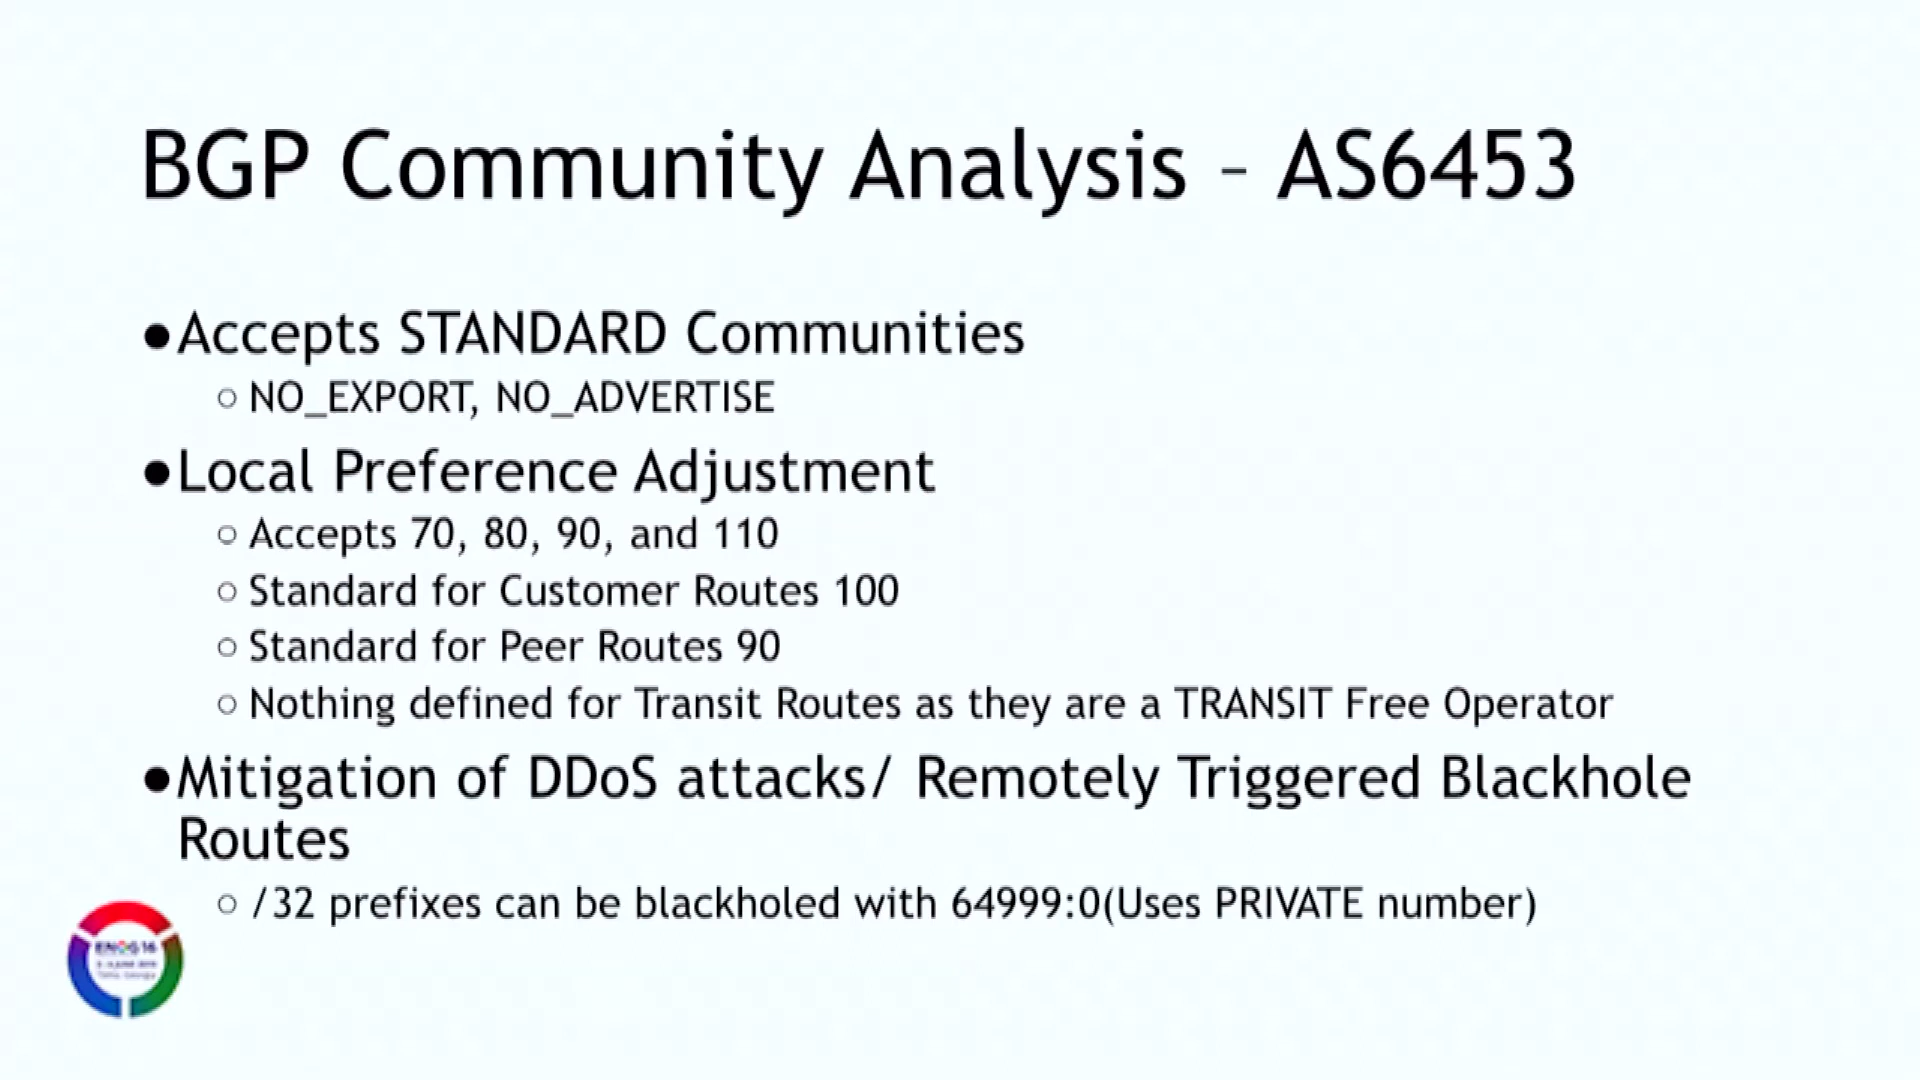 BGP Community Analysis – AS6453
●Accepts STANDARD Communities
○ NO_EXPORT, NO_ADVERTISE
●Local Preference Adjustment
○ Accepts 70, 80, 90, and 110
○ Standard for Customer Routes 100
○ Standard for Peer Routes 90
○ Nothing defined for Transit Routes as they are a TRANSIT Free Operator
●Mitigation of DDoS attacks/ Remotely Triggered Blackhole
Routes
○ /32 prefixes can be blackholed with 64999:0(Uses PRIVATE number)
ENOG16